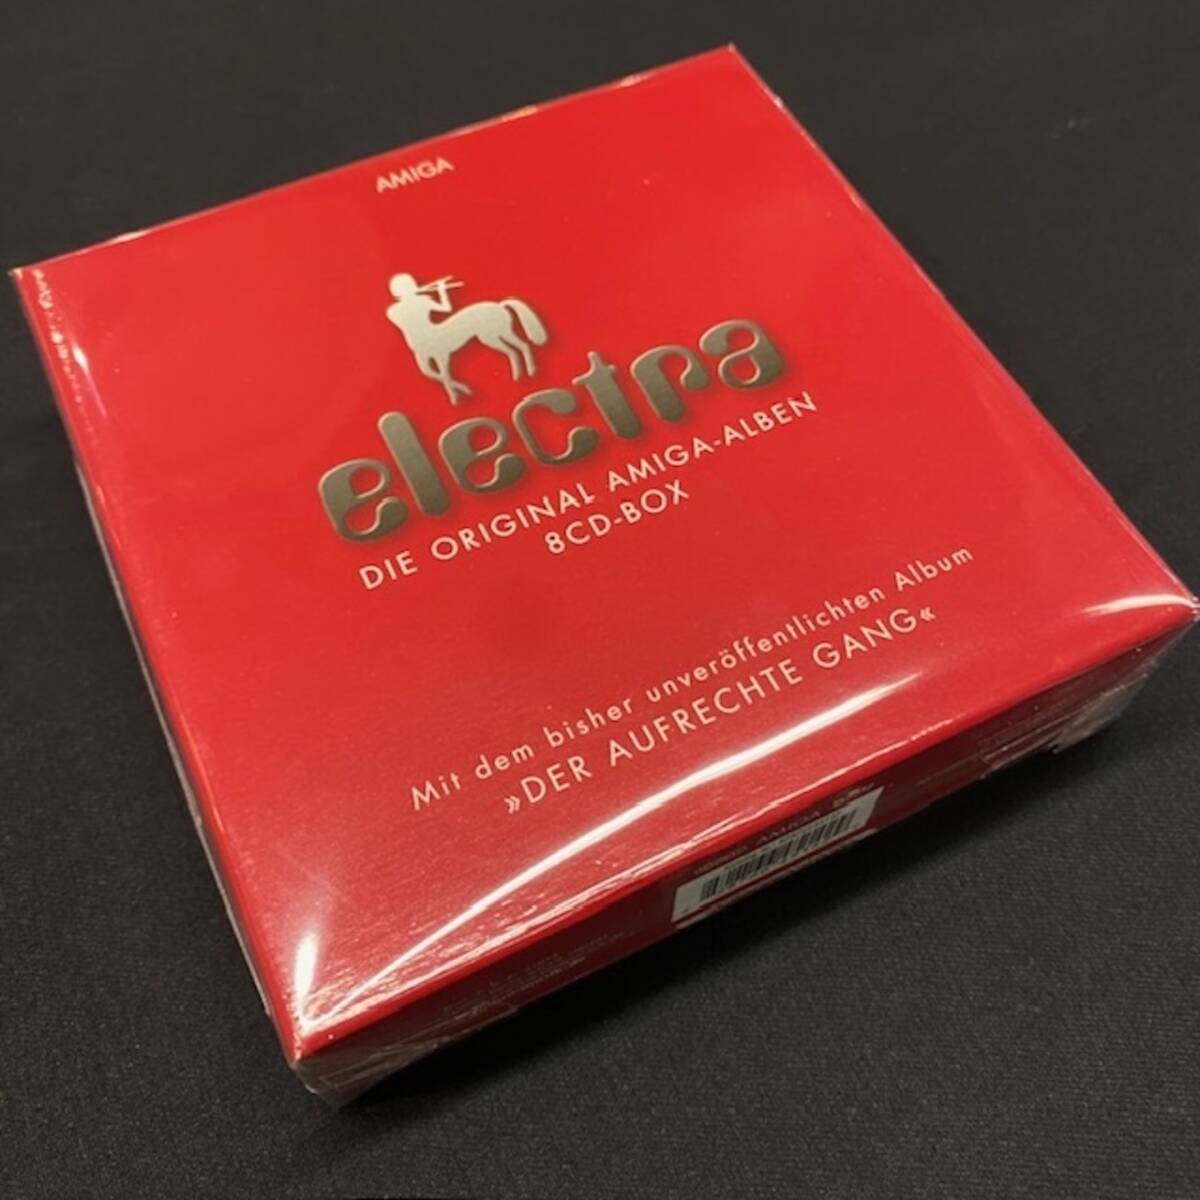 AMIGA
electra
DIE ORIGINAL AMIGA-ALBEN
8CD-BOX
Mit dem bisher unveröffentlichten Album
»DER AUFRECHTE GANG«